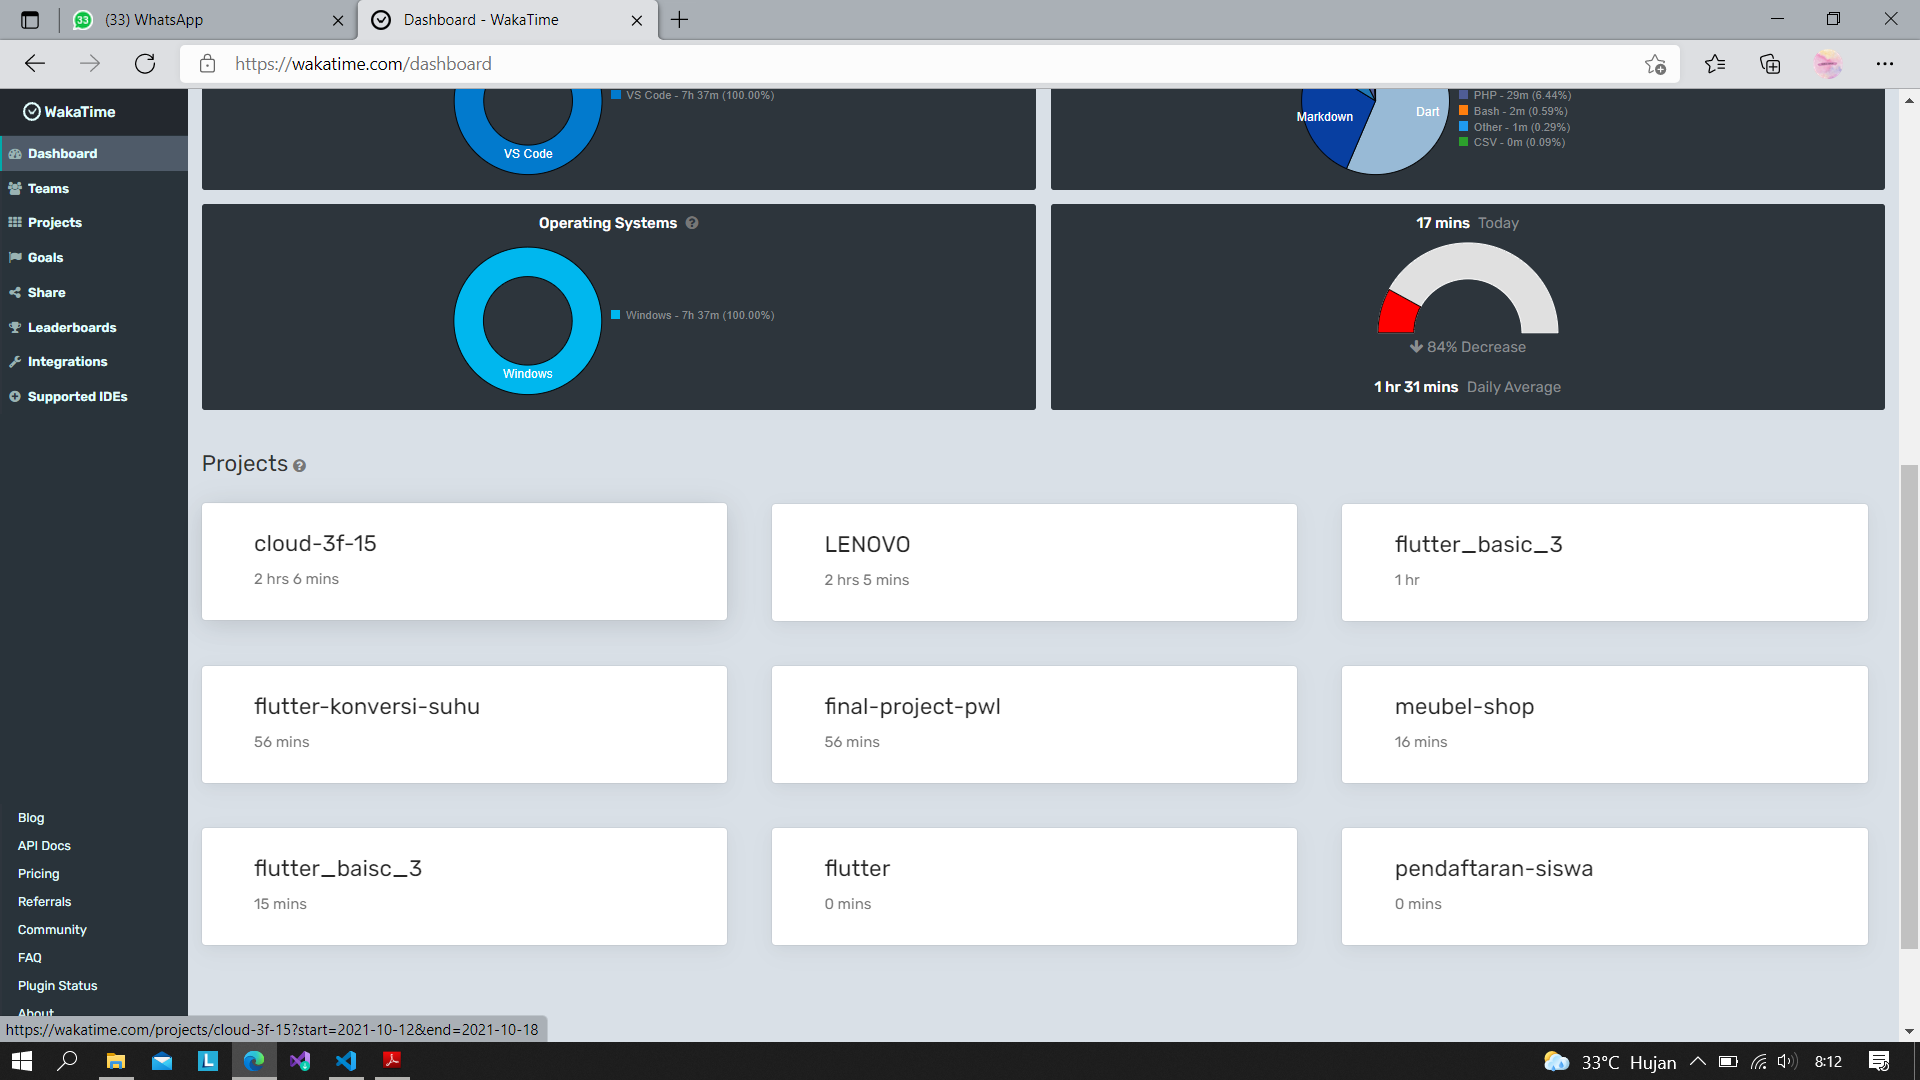 (33) WhatsApp
Dashboard - WakaTime
https://wakatime.com/dashboard
WakaTime
Dashboard
Teams
Projects
Goals
Share
Leaderboards
Integrations
Supported IDEs
Blog
API Docs
Pricing
Referrals
Community
FAQ
Plugin Status
About
VS Code - 7h 37m (100.00%)
VS Code
Markdown
Dart
PHP - 29m (6.44%)
Bash - 2m (0.59%)
Other - 1m (0.29%)
CSV - 0m (0.09%)
Operating Systems
Windows - 7h 37m (100.00%)
Windows
17 mins Today
84% Decrease
1 hr 31 mins Daily Average
Projects
cloud-3f-15
2 hrs 6 mins
LENOVO
2 hrs 5 mins
flutter_basic_3
1 hr
flutter-konversi-suhu
56 mins
final-project-pwl
56 mins
meubel-shop
16 mins
flutter_baisc_3
15 mins
flutter
0 mins
pendaftaran-siswa
0 mins
https://wakatime.com/projects/cloud-3f-15?start=2021-10-12&end=2021-10-18
33°C Hujan
8:12